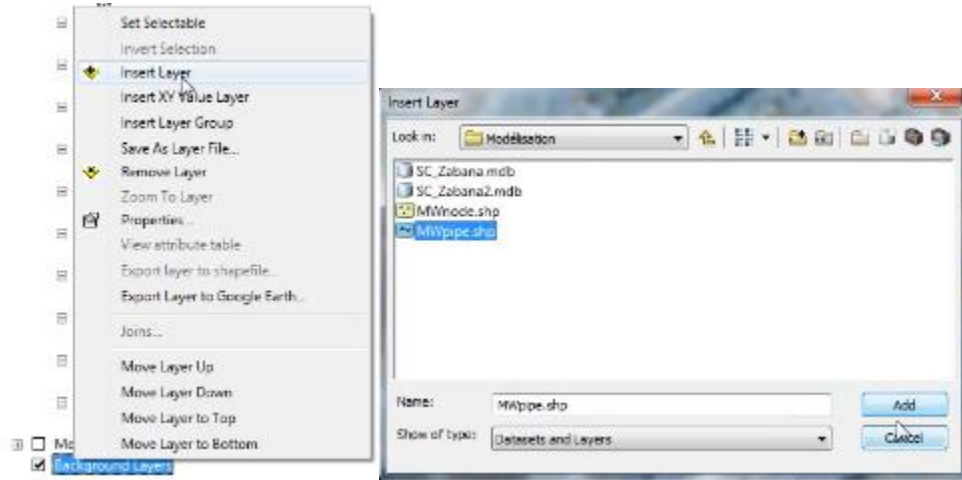 Set Selectable
Invert Selection
Insert Layer
Insert XY Value Layer
Insert Layer Group
Save As Layer File...
Remove Layer
Zoom To Layer
Properties...
View attribute table
Export layer to shapefile...
Export Layer to Google Earth...
Joins...
Move Layer Up
Move Layer Down
Move Layer to Top
Move Layer to Bottom
Me
Background Layers
Insert Layer
Look in:
Modélisation
SC_Zabana.mdb
SC_Zabana2.mdb
MWnode.shp
MWpipe.shp
Name:
MWpipe.shp
Add
Show of type:
Datasets and Layers
Cancel